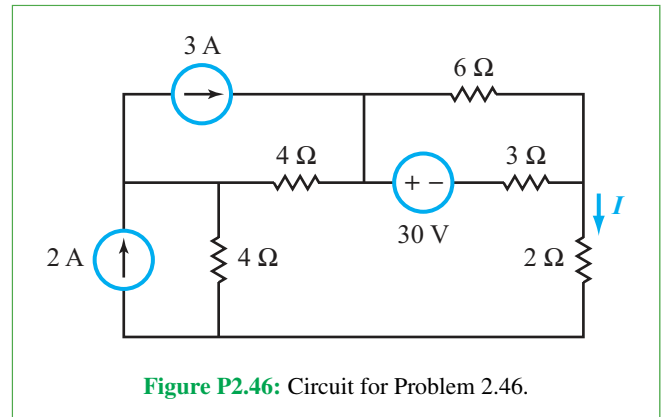 3 A
6 Ω
4 Ω
3 Ω
+ −
I
30 V
2 A
4 Ω
2 Ω
Figure P2.46: Circuit for Problem 2.46.